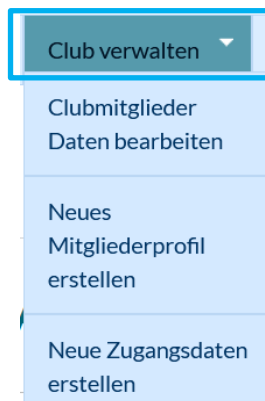 Club verwalten
Clubmitglieder
Daten bearbeiten
Neues
Mitgliederprofil
erstellen
Neue Zugangsdaten
erstellen